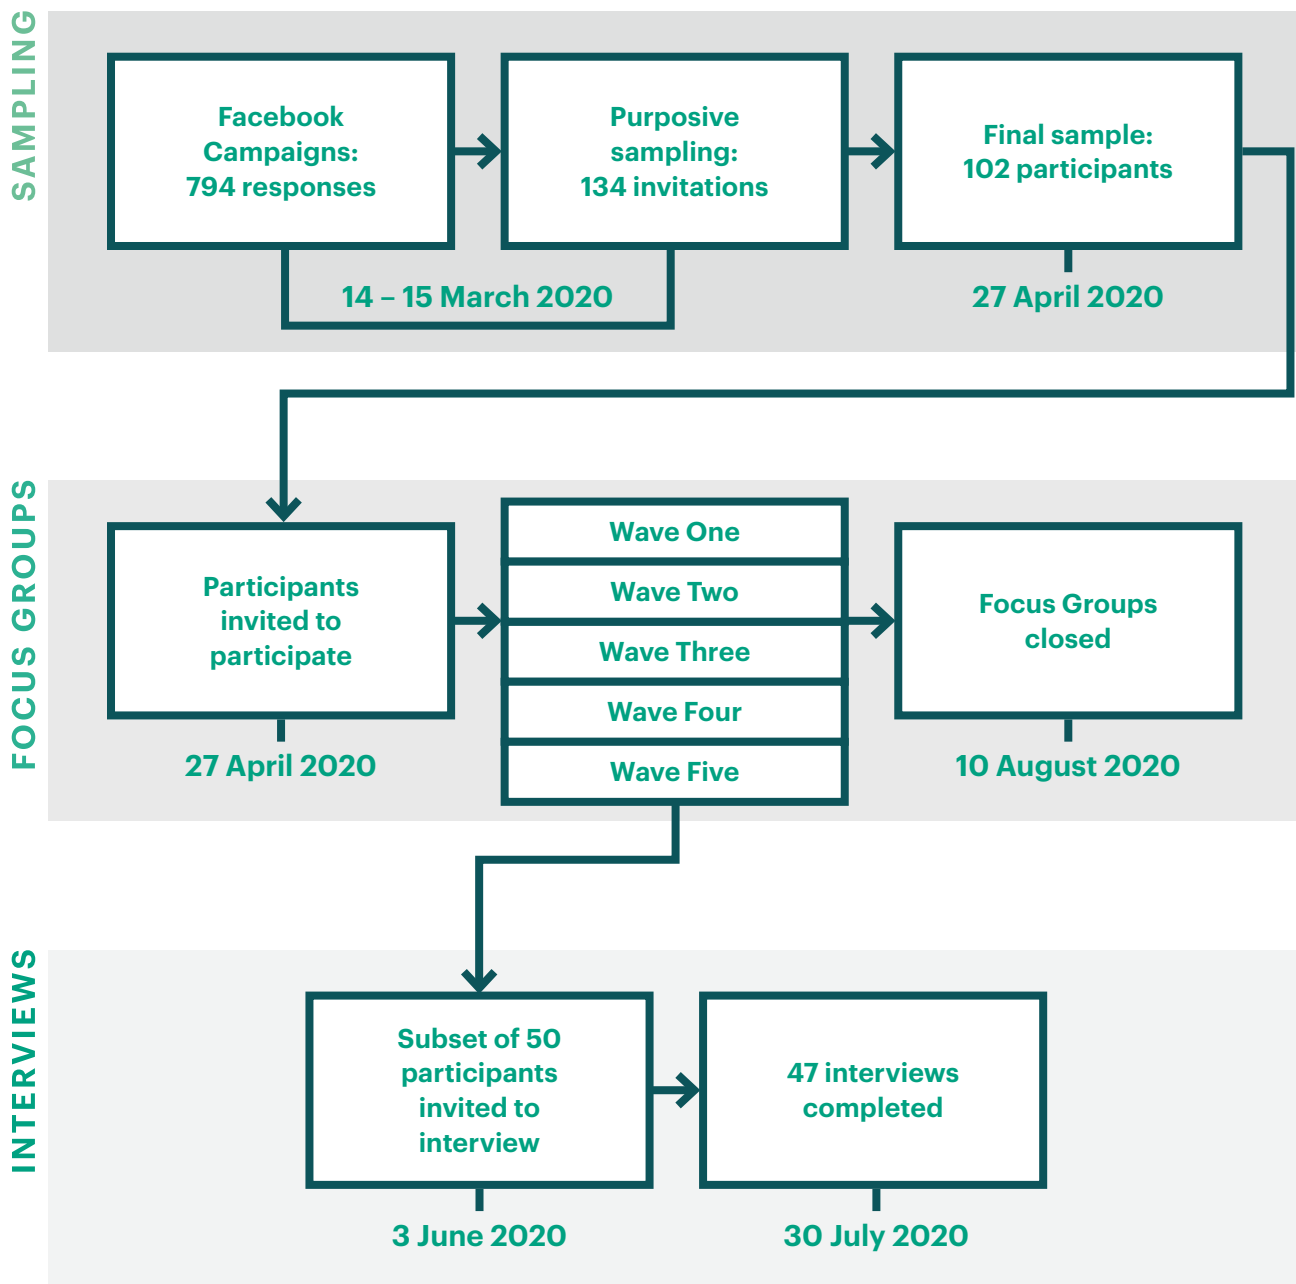 SAMPLING
Facebook
Campaigns:
794 responses
Purposive
sampling:
134 invitations
Final sample:
102 participants
14 – 15 March 2020
27 April 2020
FOCUS GROUPS
Participants
invited to
participate
Wave One
Wave Two
Wave Three
Wave Four
Wave Five
Focus Groups
closed
27 April 2020
10 August 2020
INTERVIEWS
Subset of 50
participants
invited to
interview
47 interviews
completed
3 June 2020
30 July 2020